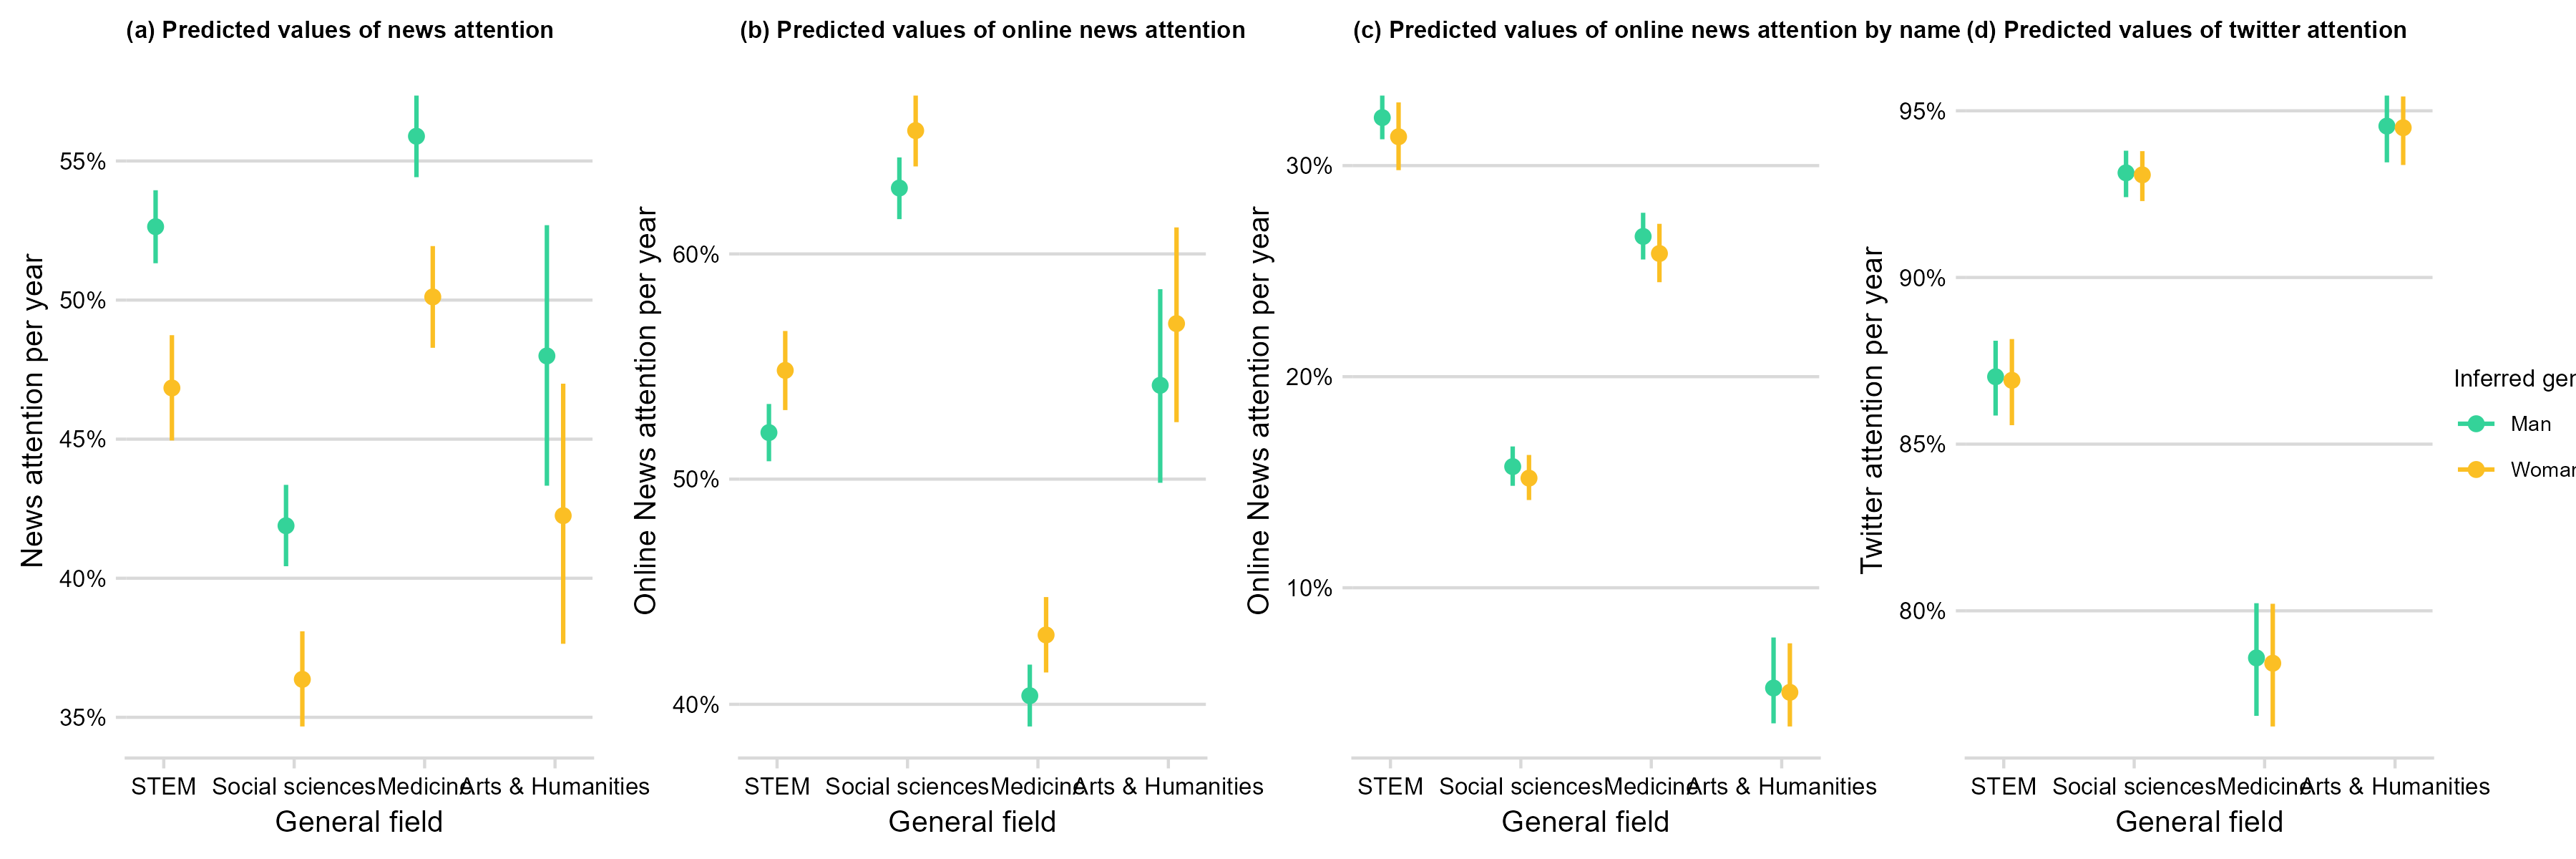 (a) Predicted values of news attention
News attention per year
55%
50%
45%
40%
35%
STEM
Social sciences
Medicine
Arts & Humanities
General field
(b) Predicted values of online news attention
Online News attention per year
60%
50%
40%
STEM
Social sciences
Medicine
Arts & Humanities
General field
(c) Predicted values of online news attention by name
Online News attention per year
30%
20%
10%
STEM
Social sciences
Medicine
Arts & Humanities
General field
(d) Predicted values of twitter attention
Twitter attention per year
95%
90%
85%
80%
STEM
Social sciences
Medicine
Arts & Humanities
General field
Inferred gen
Man
Woman